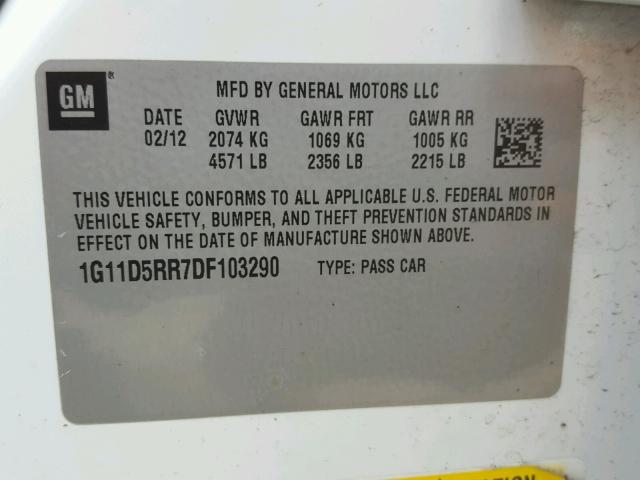 GM ®
MFD BY GENERAL MOTORS LLC
DATE GVWR GAWR FRT GAWR RR
02/12 2074 KG 1069 KG 1005 KG
4571 LB 2356 LB 2215 LB
THIS VEHICLE CONFORMS TO ALL APPLICABLE U.S. FEDERAL MOTOR
VEHICLE SAFETY, BUMPER, AND THEFT PREVENTION STANDARDS IN
EFFECT ON THE DATE OF MANUFACTURE SHOWN ABOVE.
1G11D5RR7DF103290 TYPE: PASS CAR